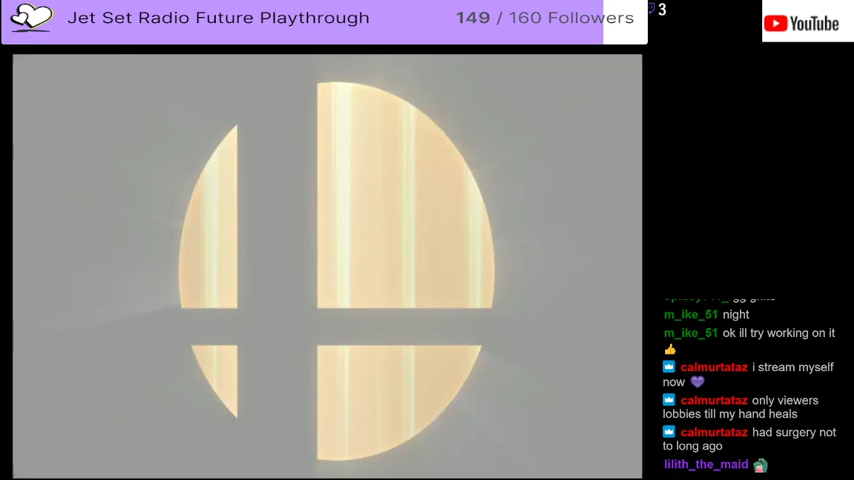 Jet Set Radio Future Playthrough
149 / 160 Followers
3
YouTube
m_ike_51 night
m_ike_51 ok ill try working on it
calmurtataz i stream myself
now
calmurtataz only viewers
lobbies till my hand heals
calmurtataz had surgery not
to long ago
lilith_the_maid